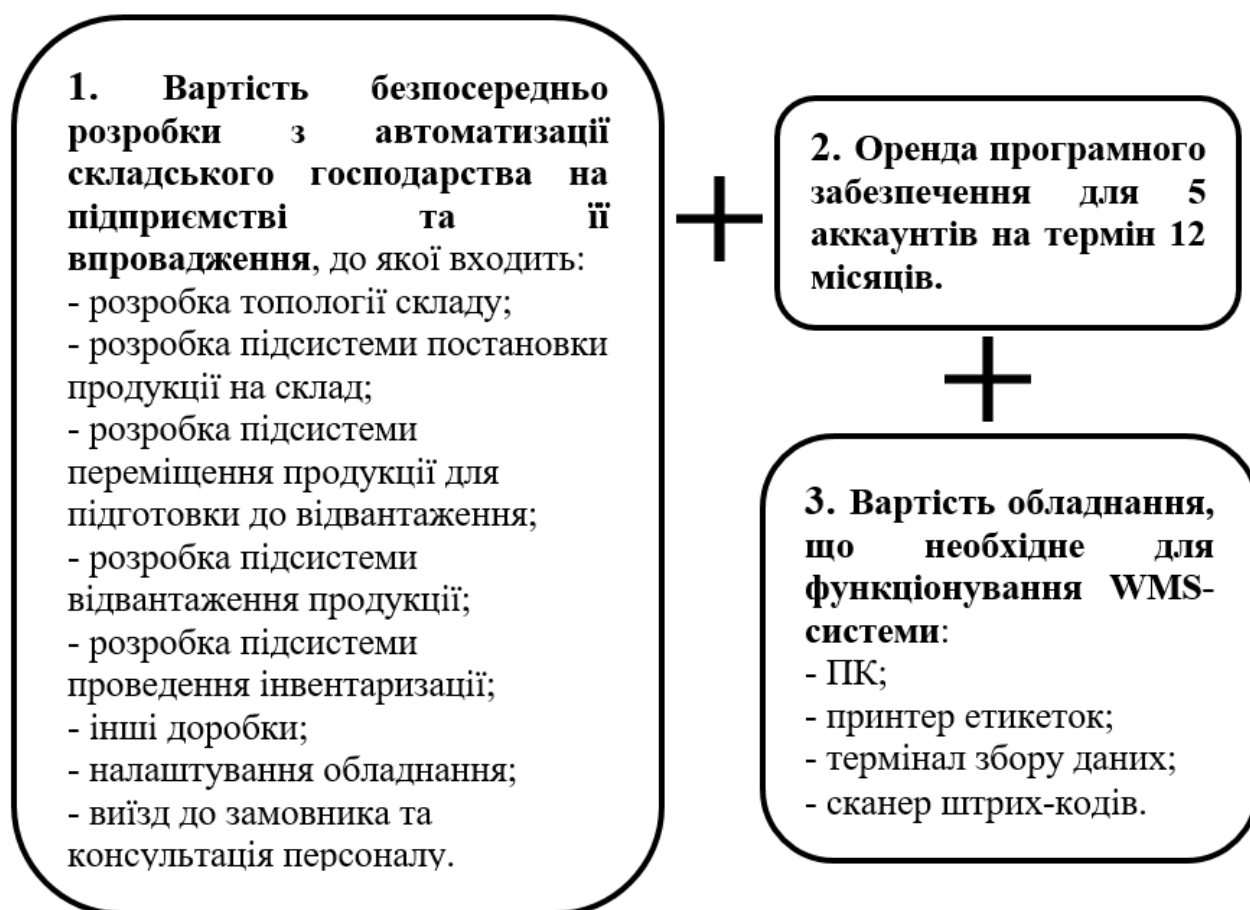 1. Вартість безпосередньо
розробки з автоматизації
складського господарства на
підприємстві та її
впровадження, до якої входить:
- розробка топології складу;
- розробка підсистеми постановки
продукції на склад;
- розробка підсистеми
переміщення продукції для
підготовки до відвантаження;
- розробка підсистеми
відвантаження продукції;
- розробка підсистеми
проведення інвентаризації;
- інші доробки;
- налаштування обладнання;
- виїзд до замовника та
консультація персоналу.
+
2. Оренда програмного
забезпечення для 5
аккаунтів на термін 12
місяців.
+
3. Вартість обладнання,
що необхідне для
функціонування WMS-
системи:
- ПК;
- принтер етикеток;
- термінал збору даних;
- сканер штрих-кодів.